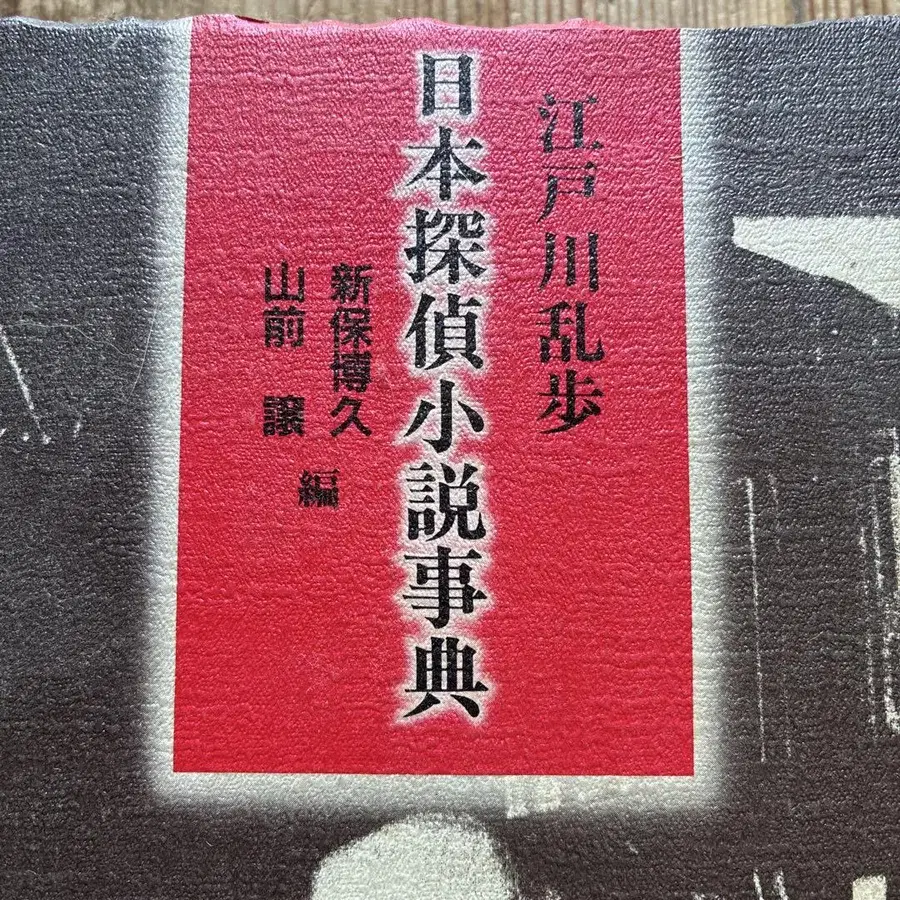 江戸川乱歩
日本探偵小説事典
新保博久
山前 譲
編